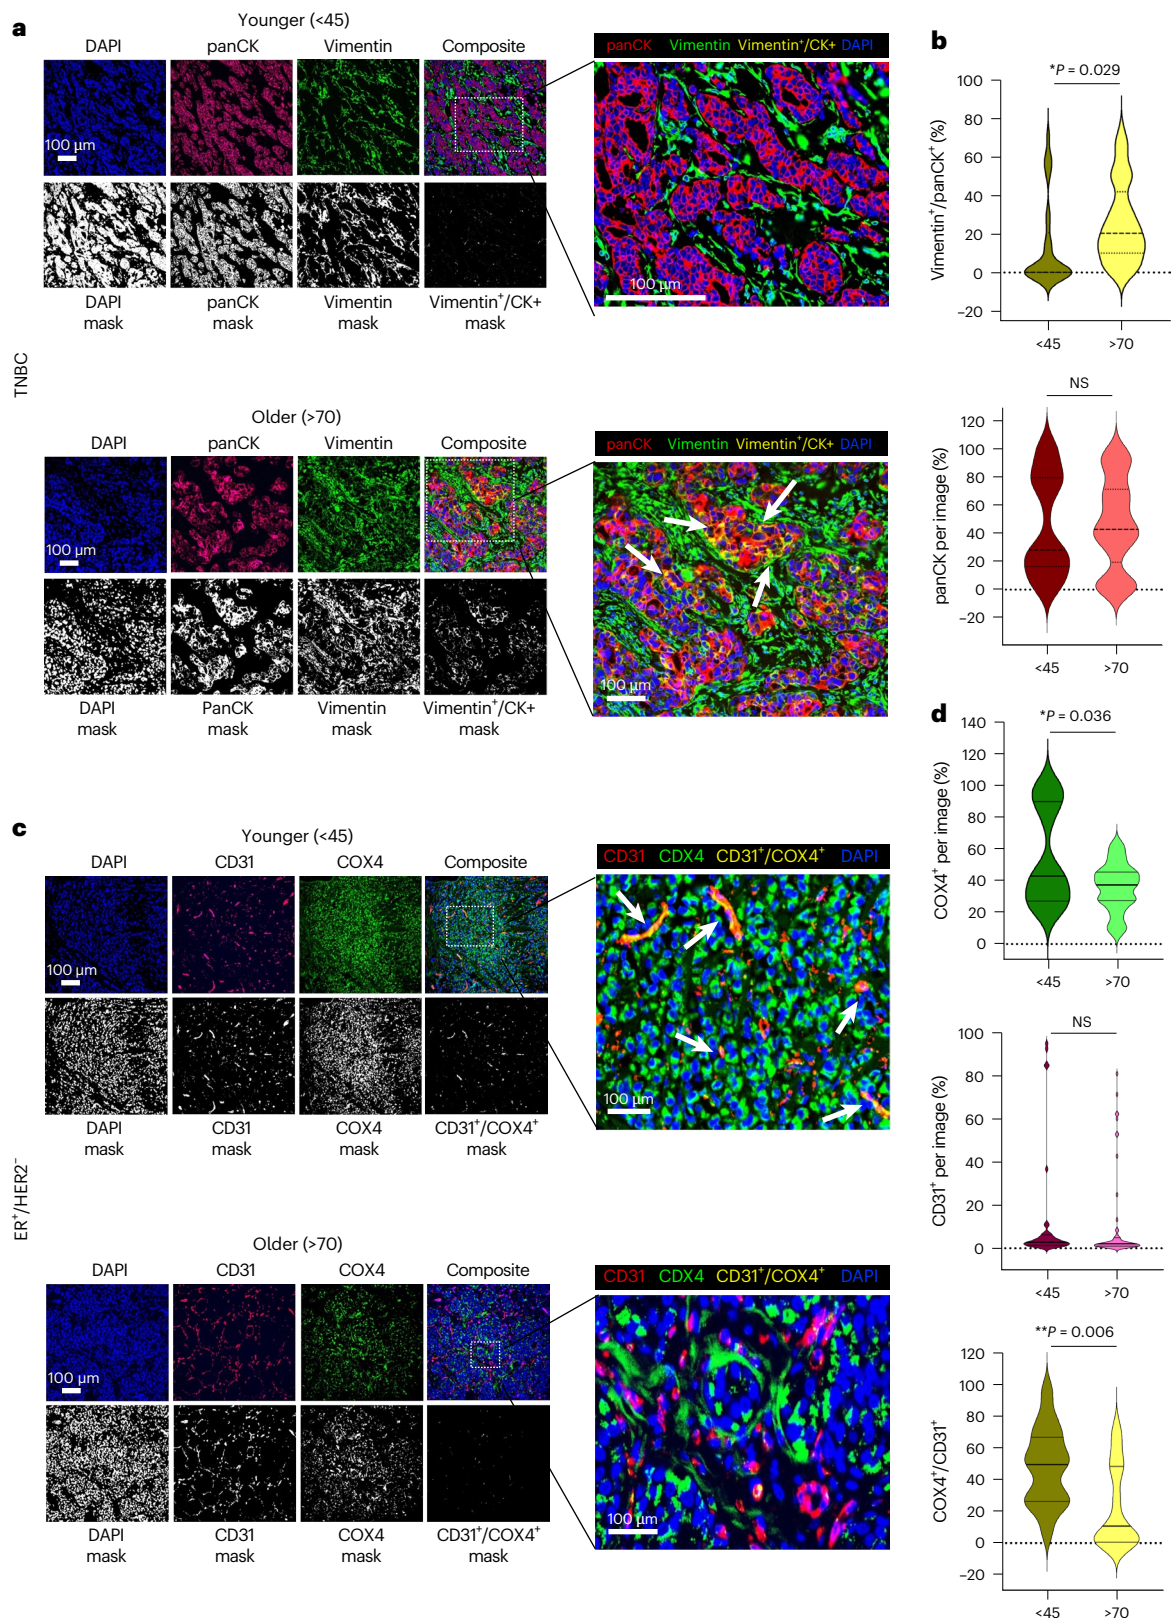 a
Younger (<45)
DAPI panCK Vimentin Composite
100 µm
DAPI mask
panCK mask
Vimentin mask
Vimentin⁺/CK+ mask
panCK Vimentin Vimentin⁺/CK+ DAPI
100 µm
TNBC
Older (>70)
DAPI panCK Vimentin Composite
100 µm
DAPI mask
PanCK mask
Vimentin mask
Vimentin⁺/CK+ mask
panCK Vimentin Vimentin⁺/CK+ DAPI
100 µm
b
*P = 0.029
Vimentin⁺/panCK⁺ (%)
100
80
60
40
20
0
−20
<45 >70
NS
panCK per image (%)
120
100
80
60
40
20
0
−20
<45 >70
c
Younger (<45)
DAPI CD31 COX4 Composite
100 µm
DAPI mask
CD31 mask
COX4 mask
CD31⁺/COX4⁺ mask
CD31 CDX4 CD31⁺/COX4⁺ DAPI
100 µm
ER⁺/HER2⁻
Older (>70)
DAPI CD31 COX4 Composite
100 µm
DAPI mask
CD31 mask
COX4 mask
CD31⁺/COX4⁺ mask
CD31 CDX4 CD31⁺/COX4⁺ DAPI
100 µm
d
*P = 0.036
COX4⁺ per image (%)
140
120
100
80
60
40
20
0
<45 >70
NS
CD31⁺ per image (%)
100
80
60
40
20
0
<45 >70
**P = 0.006
COX4⁺/CD31⁺
120
100
80
60
40
20
0
−20
<45 >70